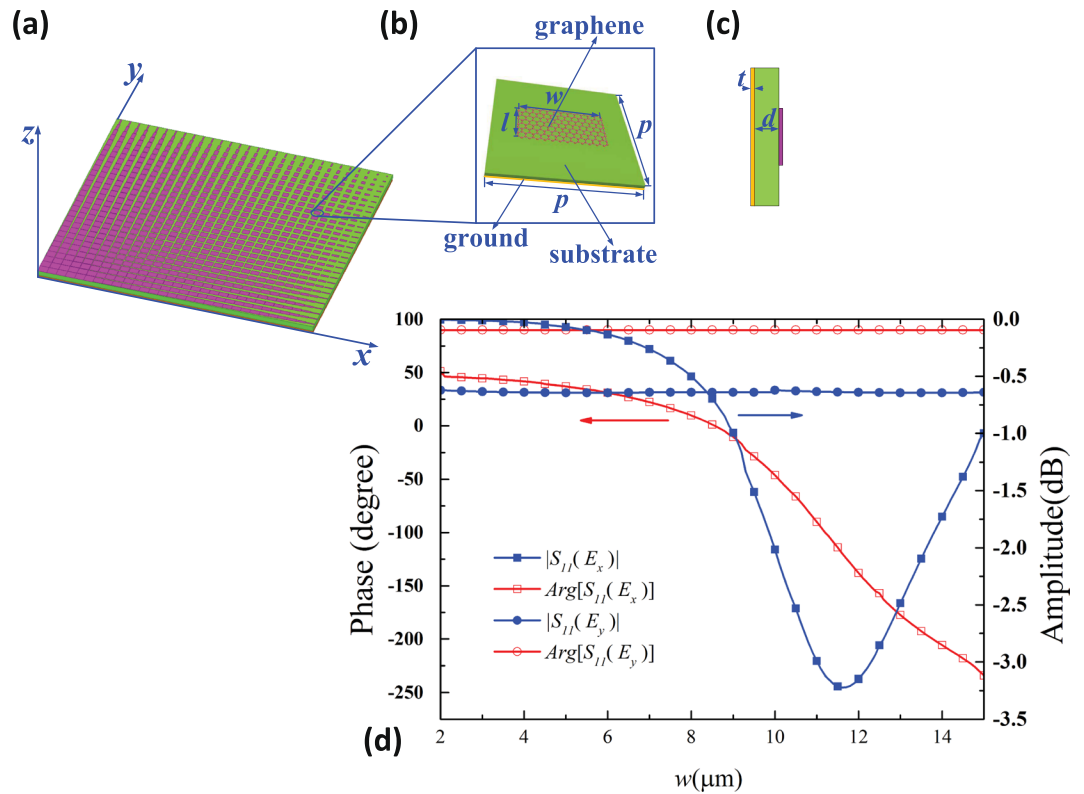 (a)
(b)
(c)
graphene
y
z
x
w
l
p
p
ground
substrate
t
d
100
50
0
-50
-100
-150
-200
-250
Phase (degree)
0.0
-0.5
-1.0
-1.5
-2.0
-2.5
-3.0
-3.5
Amplitude(dB)
|S₁₁(Eₓ)|
Arg[S₁₁(Eₓ)]
|S₁₁(E_y)|
Arg[S₁₁(E_y)]
2 4 6 8 10 12 14
(d)
w(μm)